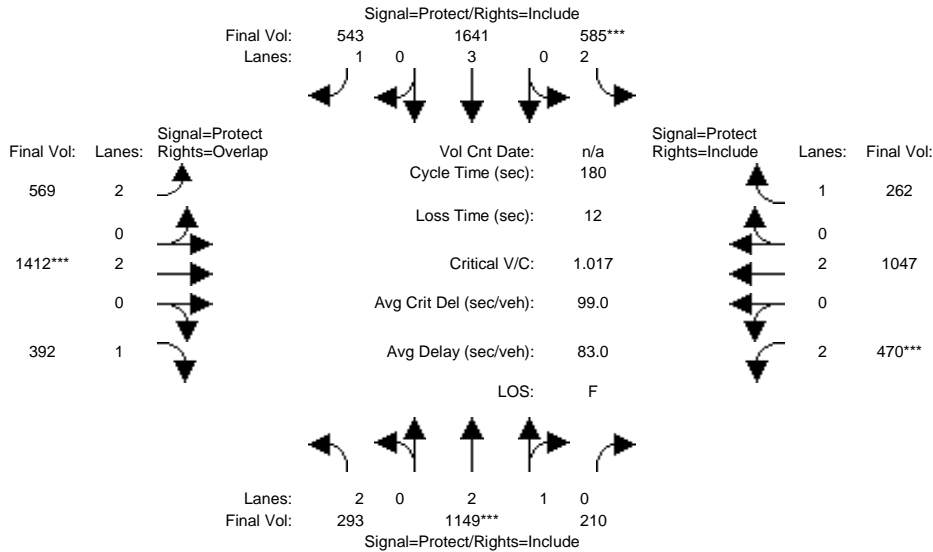 Signal=Protect/Rights=Include
Final Vol: 543 1641 585***
Lanes: 1 0 3 0 2
Signal=Protect
Final Vol: Lanes: Rights=Overlap
Vol Cnt Date: n/a
Signal=Protect
Rights=Include Lanes: Final Vol:
Cycle Time (sec): 180
569 2
1 262
Loss Time (sec): 12
0
0
1412*** 2
Critical V/C: 1.017
2 1047
0
Avg Crit Del (sec/veh): 99.0
0
392 1
Avg Delay (sec/veh): 83.0
2 470***
LOS: F
Lanes: 2 0 2 1 0
Final Vol: 293 1149*** 210
Signal=Protect/Rights=Include